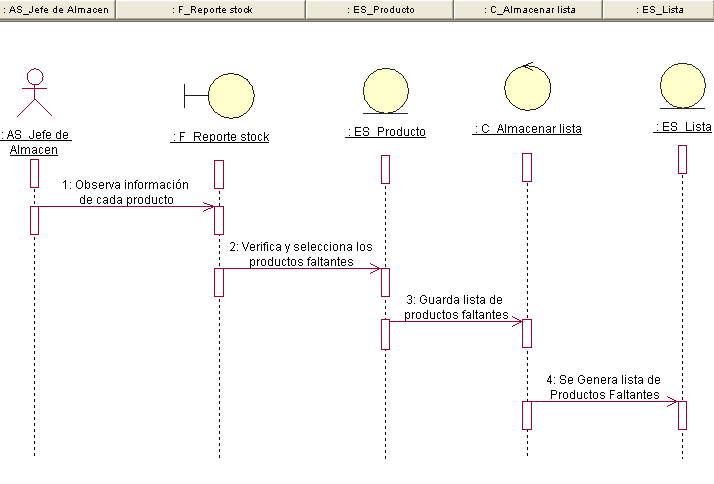 : AS_Jefe de Almacen
: F_Reporte stock
: ES_Producto
: C_Almacenar lista
: ES_Lista
: AS_Jefe de
Almacen
: F_Reporte stock
: ES_Producto
: C_Almacenar lista
: ES_Lista
1: Observa información
de cada producto
2: Verifica y selecciona los
productos faltantes
3: Guarda lista de
productos faltantes
4: Se Genera lista de
Productos Faltantes